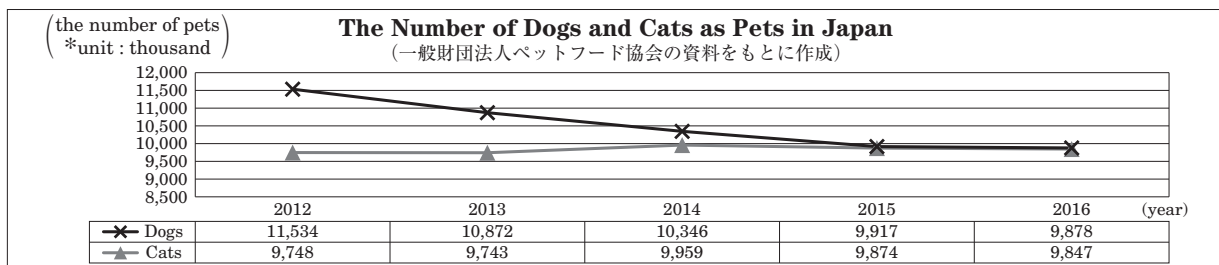 The Number of Dogs and Cats as Pets in Japan
(the number of pets
*unit : thousand)
(一般財団法人ペットフード協会の資料をもとに作成)
12,000
11,500
11,000
10,500
10,000
9,500
9,000
8,500
2012 2013 2014 2015 2016 (year)
Dogs 11,534 10,872 10,346 9,917 9,878
Cats 9,748 9,743 9,959 9,874 9,847